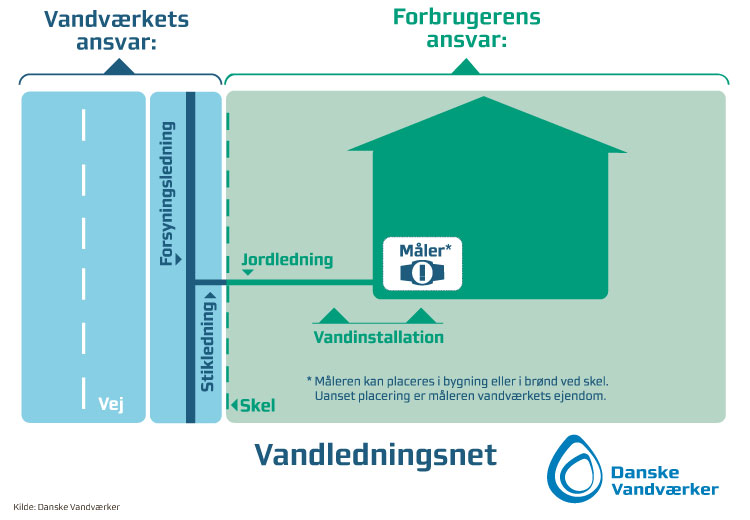 Vandværkets
ansvar:
Forbrugerens
ansvar:
Forsyningsledning
Stikledning
Vej
Jordledning
Måler*
Vandinstallation
* Måleren kan placeres i bygning eller i brønd ved skel.
Uanset placering er måleren vandværkets ejendom.
Skel
Vandledningsnet
Danske
Vandværker
Kilde: Danske Vandværker